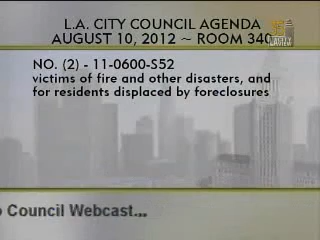 L.A. CITY COUNCIL AGENDA
AUGUST 10, 2012 ~ ROOM 340
NO. (2) - 11-0600-S52
victims of fire and other disasters, and
for residents displaced by foreclosures
Council Webcast...